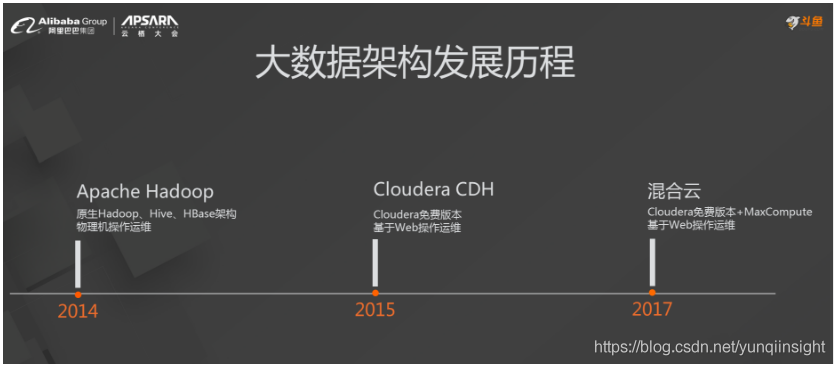 Alibaba Group
阿里巴巴集团
APSARA
云栖大会
斗鱼
大数据架构发展历程
Apache Hadoop
原生Hadoop、Hive、HBase架构
物理机操作运维
2014
Cloudera CDH
Cloudera免费版本
基于Web操作运维
2015
混合云
Cloudera免费版本+MaxCompute
基于Web操作运维
2017
https://blog.csdn.net/yunqiinsight